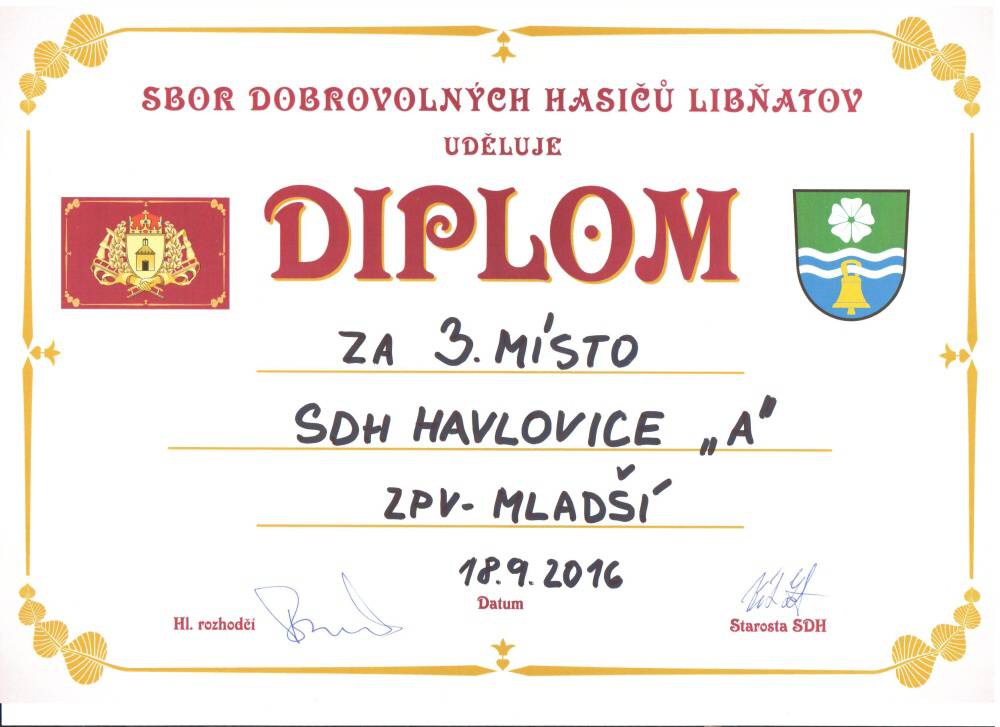 SBOR DOBROVOLNÝCH HASIČŮ LIBŇATOV
UDĚLUJE
DIPLOM
ZA 3. MÍSTO
SDH HAVLOVICE „A"
ZPV- MLADŠÍ
18.9.2016
Datum
Hl. rozhodčí
Starosta SDH